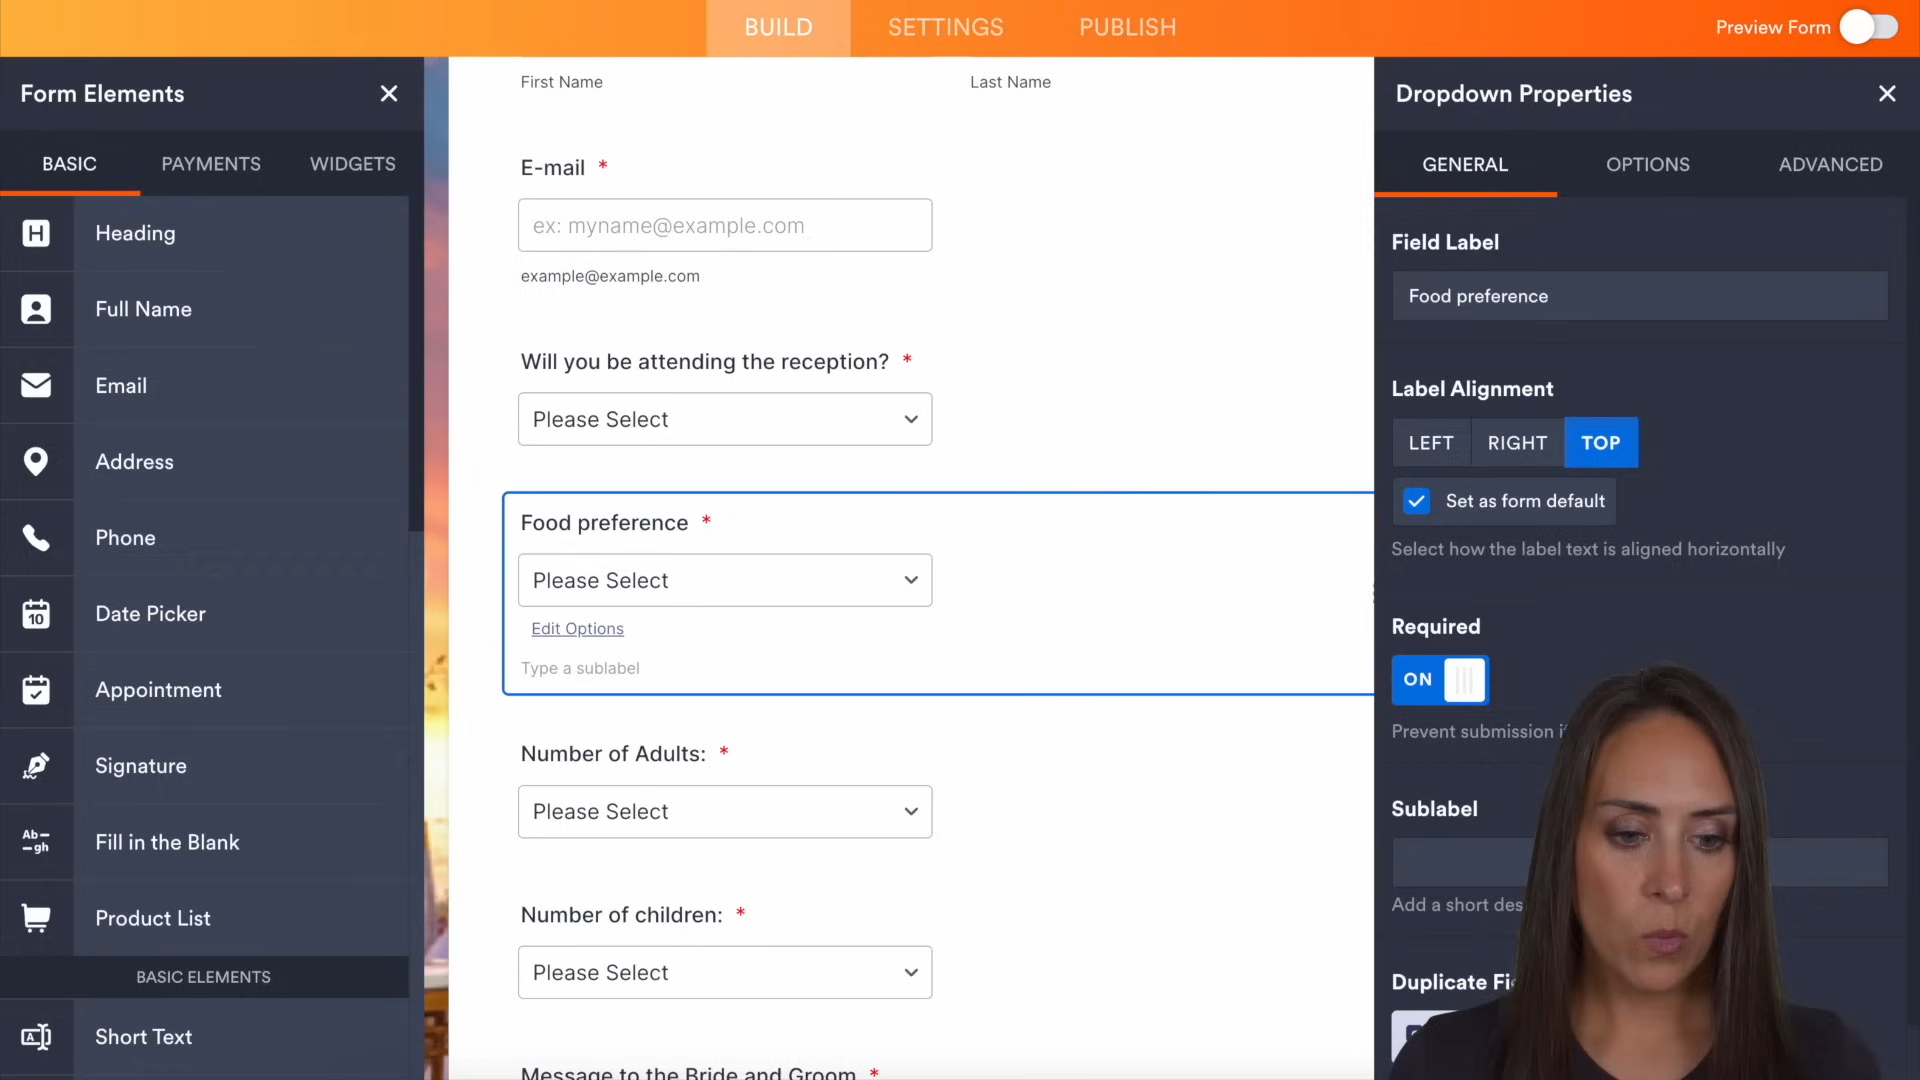 BUILD SETTINGS PUBLISH Preview Form
Form Elements
BASIC PAYMENTS WIDGETS
Heading
Full Name
Email
Address
Phone
10
Date Picker
Appointment
Signature
Ab
gh
Fill in the Blank
Product List
BASIC ELEMENTS
Short Text
First Name Last Name
E-mail *
ex: myname@example.com
example@example.com
Will you be attending the reception? *
Please Select
Food preference *
Please Select
Edit Options
Type a sublabel
Number of Adults: *
Please Select
Number of children: *
Please Select
Message to the Bride and Groom *
Dropdown Properties
GENERAL OPTIONS ADVANCED
Field Label
Food preference
Label Alignment
LEFT RIGHT TOP
Set as form default
Select how the label text is aligned horizontally
Required
ON
Prevent submission
Sublabel
Add a short
Duplicate